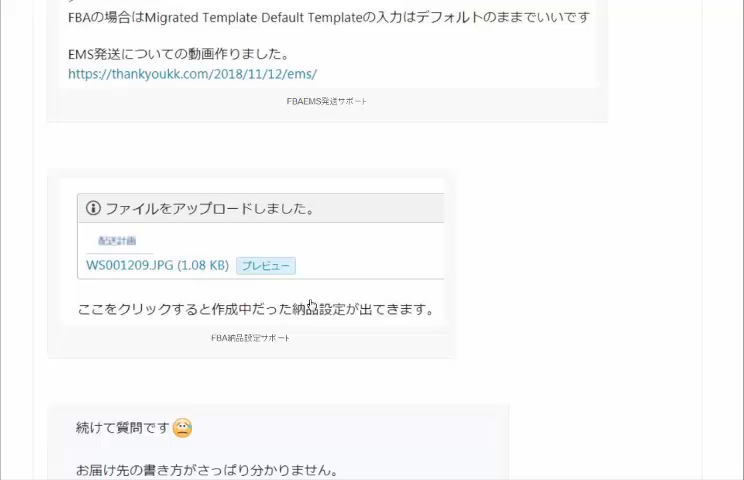 FBAの場合はMigrated Template Default Templateの入力はデフォルトのままでいいです
EMS発送についての動画作りました。
https://thankyoukk.com/2018/11/12/ems/
FBAEMS発送サポート
ファイルをアップロードしました。
配送計画
WS001209.JPG (1.08 KB) プレビュー
ここをクリックすると作成中だった納品設定が出てきます。
FBA納品設定サポート
続けて質問です
お届け先の書き方がさっぱり分かりません。